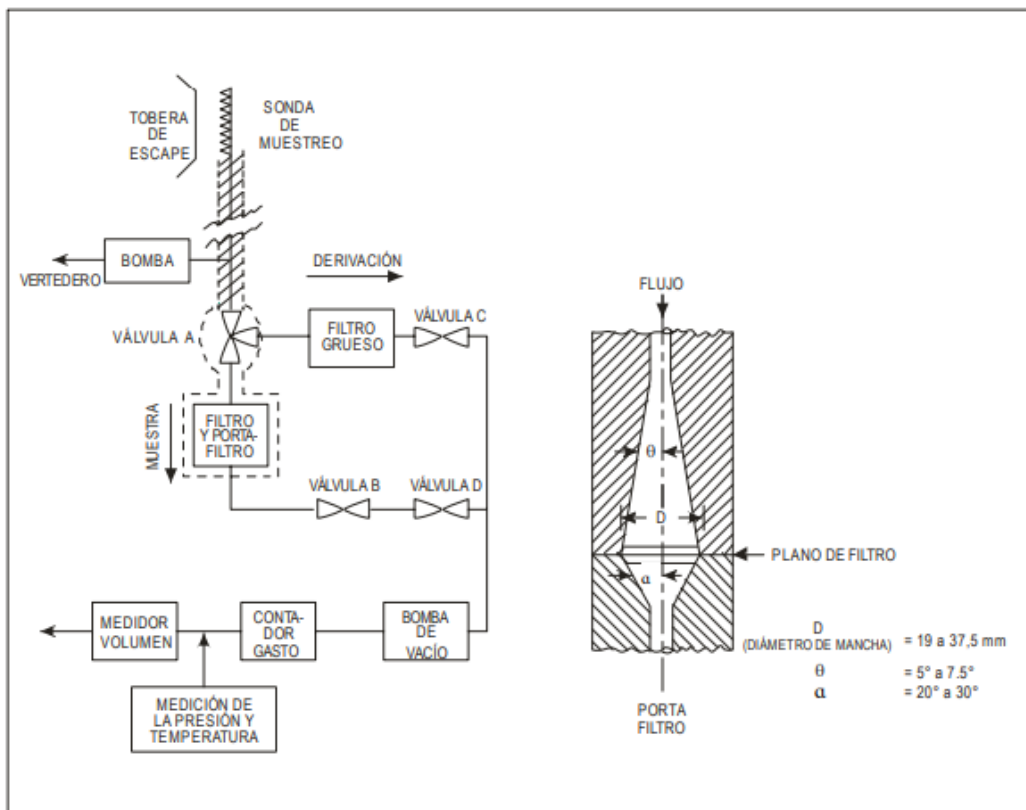 TOBERA
DE
ESCAPE
SONDA
DE
MUESTREO
BOMBA
VERTEDERO
DERIVACIÓN
VÁLVULA A
FILTRO
GRUESO
VÁLVULA C
MUESTRA
FILTRO
Y PORTA-
FILTRO
VÁLVULA B
VÁLVULA D
MEDIDOR
VOLUMEN
CONTA-
DOR
GASTO
BOMBA
DE
VACÍO
MEDICIÓN DE
LA PRESIÓN Y
TEMPERATURA
FLUJO
θ
D
α
PLANO DE FILTRO
PORTA
FILTRO
D
(DIÁMETRO DE MANCHA) = 19 a 37,5 mm
θ = 5° a 7.5°
α = 20° a 30°